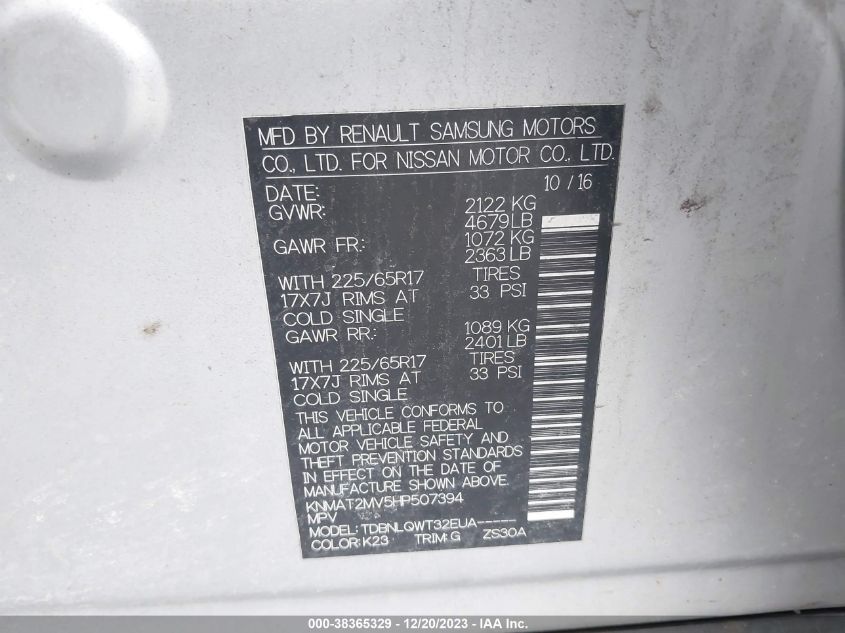 MFD BY RENAULT SAMSUNG MOTORS
CO., LTD. FOR NISSAN MOTOR CO., LTD.
DATE: 10 / 16
GVWR: 2122 KG
4679 LB
GAWR FR.: 1072 KG
2363 LB
WITH 225/65R17 TIRES
17X7J RIMS AT 33 PSI
COLD SINGLE
GAWR RR.: 1089 KG
2401 LB
WITH 225/65R17 TIRES
17X7J RIMS AT 33 PSI
COLD SINGLE
THIS VEHICLE CONFORMS TO
ALL APPLICABLE FEDERAL
MOTOR VEHICLE SAFETY AND
THEFT PREVENTION STANDARDS
IN EFFECT ON THE DATE OF
MANUFACTURE SHOWN ABOVE.
KNMAT2MV5HP507394
MPV
MODEL: TDBNLQWT32EUA-----
COLOR: K23 TRIM: G ZS30A
000-38365329 - 12/20/2023 - IAA Inc.